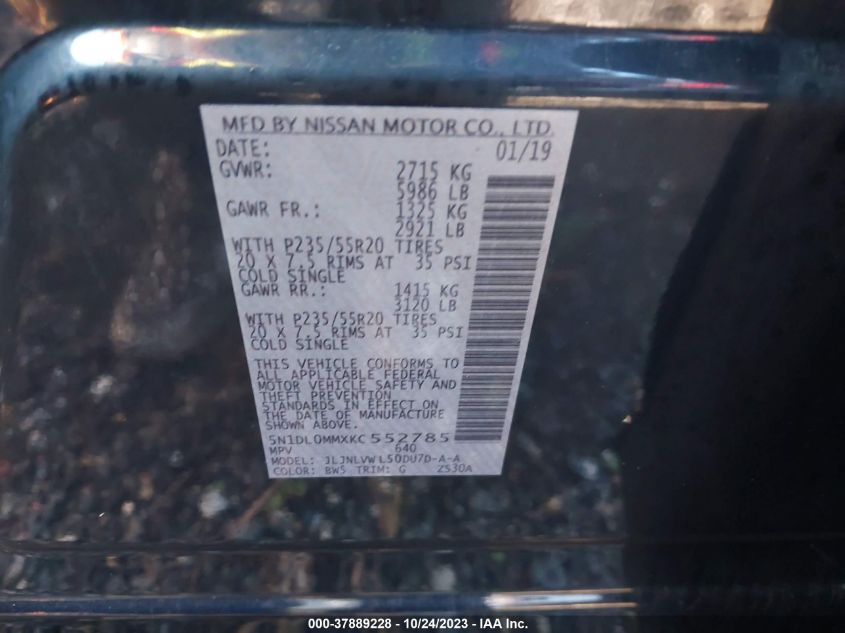 MFD BY NISSAN MOTOR CO., LTD.
DATE: 01/19
GVWR: 2715 KG
5986 LB
GAWR FR.: 1325 KG
2921 LB
WITH P235/55R20 TIRES
20 X 7.5 RIMS AT 35 PSI
COLD SINGLE
GAWR RR.: 1415 KG
3120 LB
WITH P235/55R20 TIRES
20 X 7.5 RIMS AT 35 PSI
COLD SINGLE
THIS VEHICLE CONFORMS TO
ALL APPLICABLE FEDERAL
MOTOR VEHICLE SAFETY AND
THEFT PREVENTION
STANDARDS IN EFFECT ON
THE DATE OF MANUFACTURE
SHOWN ABOVE.
5N1DL0MMXKC552785
MPV 640
MODEL: JLJNLVWL50DU7D-A-A
COLOR: BW5 TRIM: G ZS30A
000-37889228 - 10/24/2023 - IAA Inc.